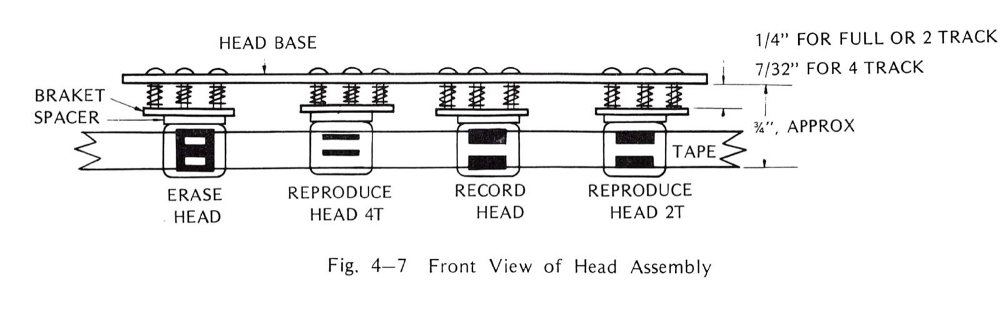 HEAD BASE
1/4” FOR FULL OR 2 TRACK
7/32” FOR 4 TRACK
BRAKET
SPACER
¾”, APPROX
TAPE
ERASE
HEAD
REPRODUCE
HEAD 4T
RECORD
HEAD
REPRODUCE
HEAD 2T
Fig. 4–7 Front View of Head Assembly